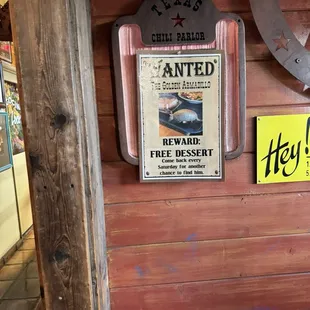 TEXAS
CHILI PARLOR
WANTED
THE GOLDEN ARMADILLO
REWARD:
FREE DESSERT
Come back every
Saturday for another
chance to find him.
Hey!